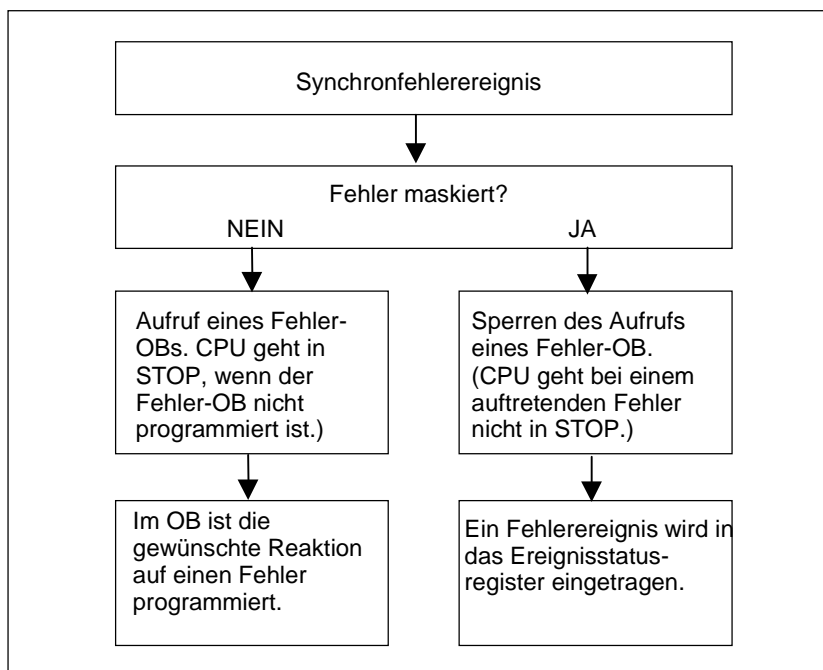 Synchronfehlerereignis
Fehler maskiert?
NEIN JA
Aufruf eines Fehler-
OBs. CPU geht in
STOP, wenn der
Fehler-OB nicht
programmiert ist.)
Sperren des Aufrufs
eines Fehler-OB.
(CPU geht bei einem
auftretenden Fehler
nicht in STOP.)
Im OB ist die
gewünschte Reaktion
auf einen Fehler
programmiert.
Ein Fehlerereignis wird in
das Ereignisstatus-
register eingetragen.